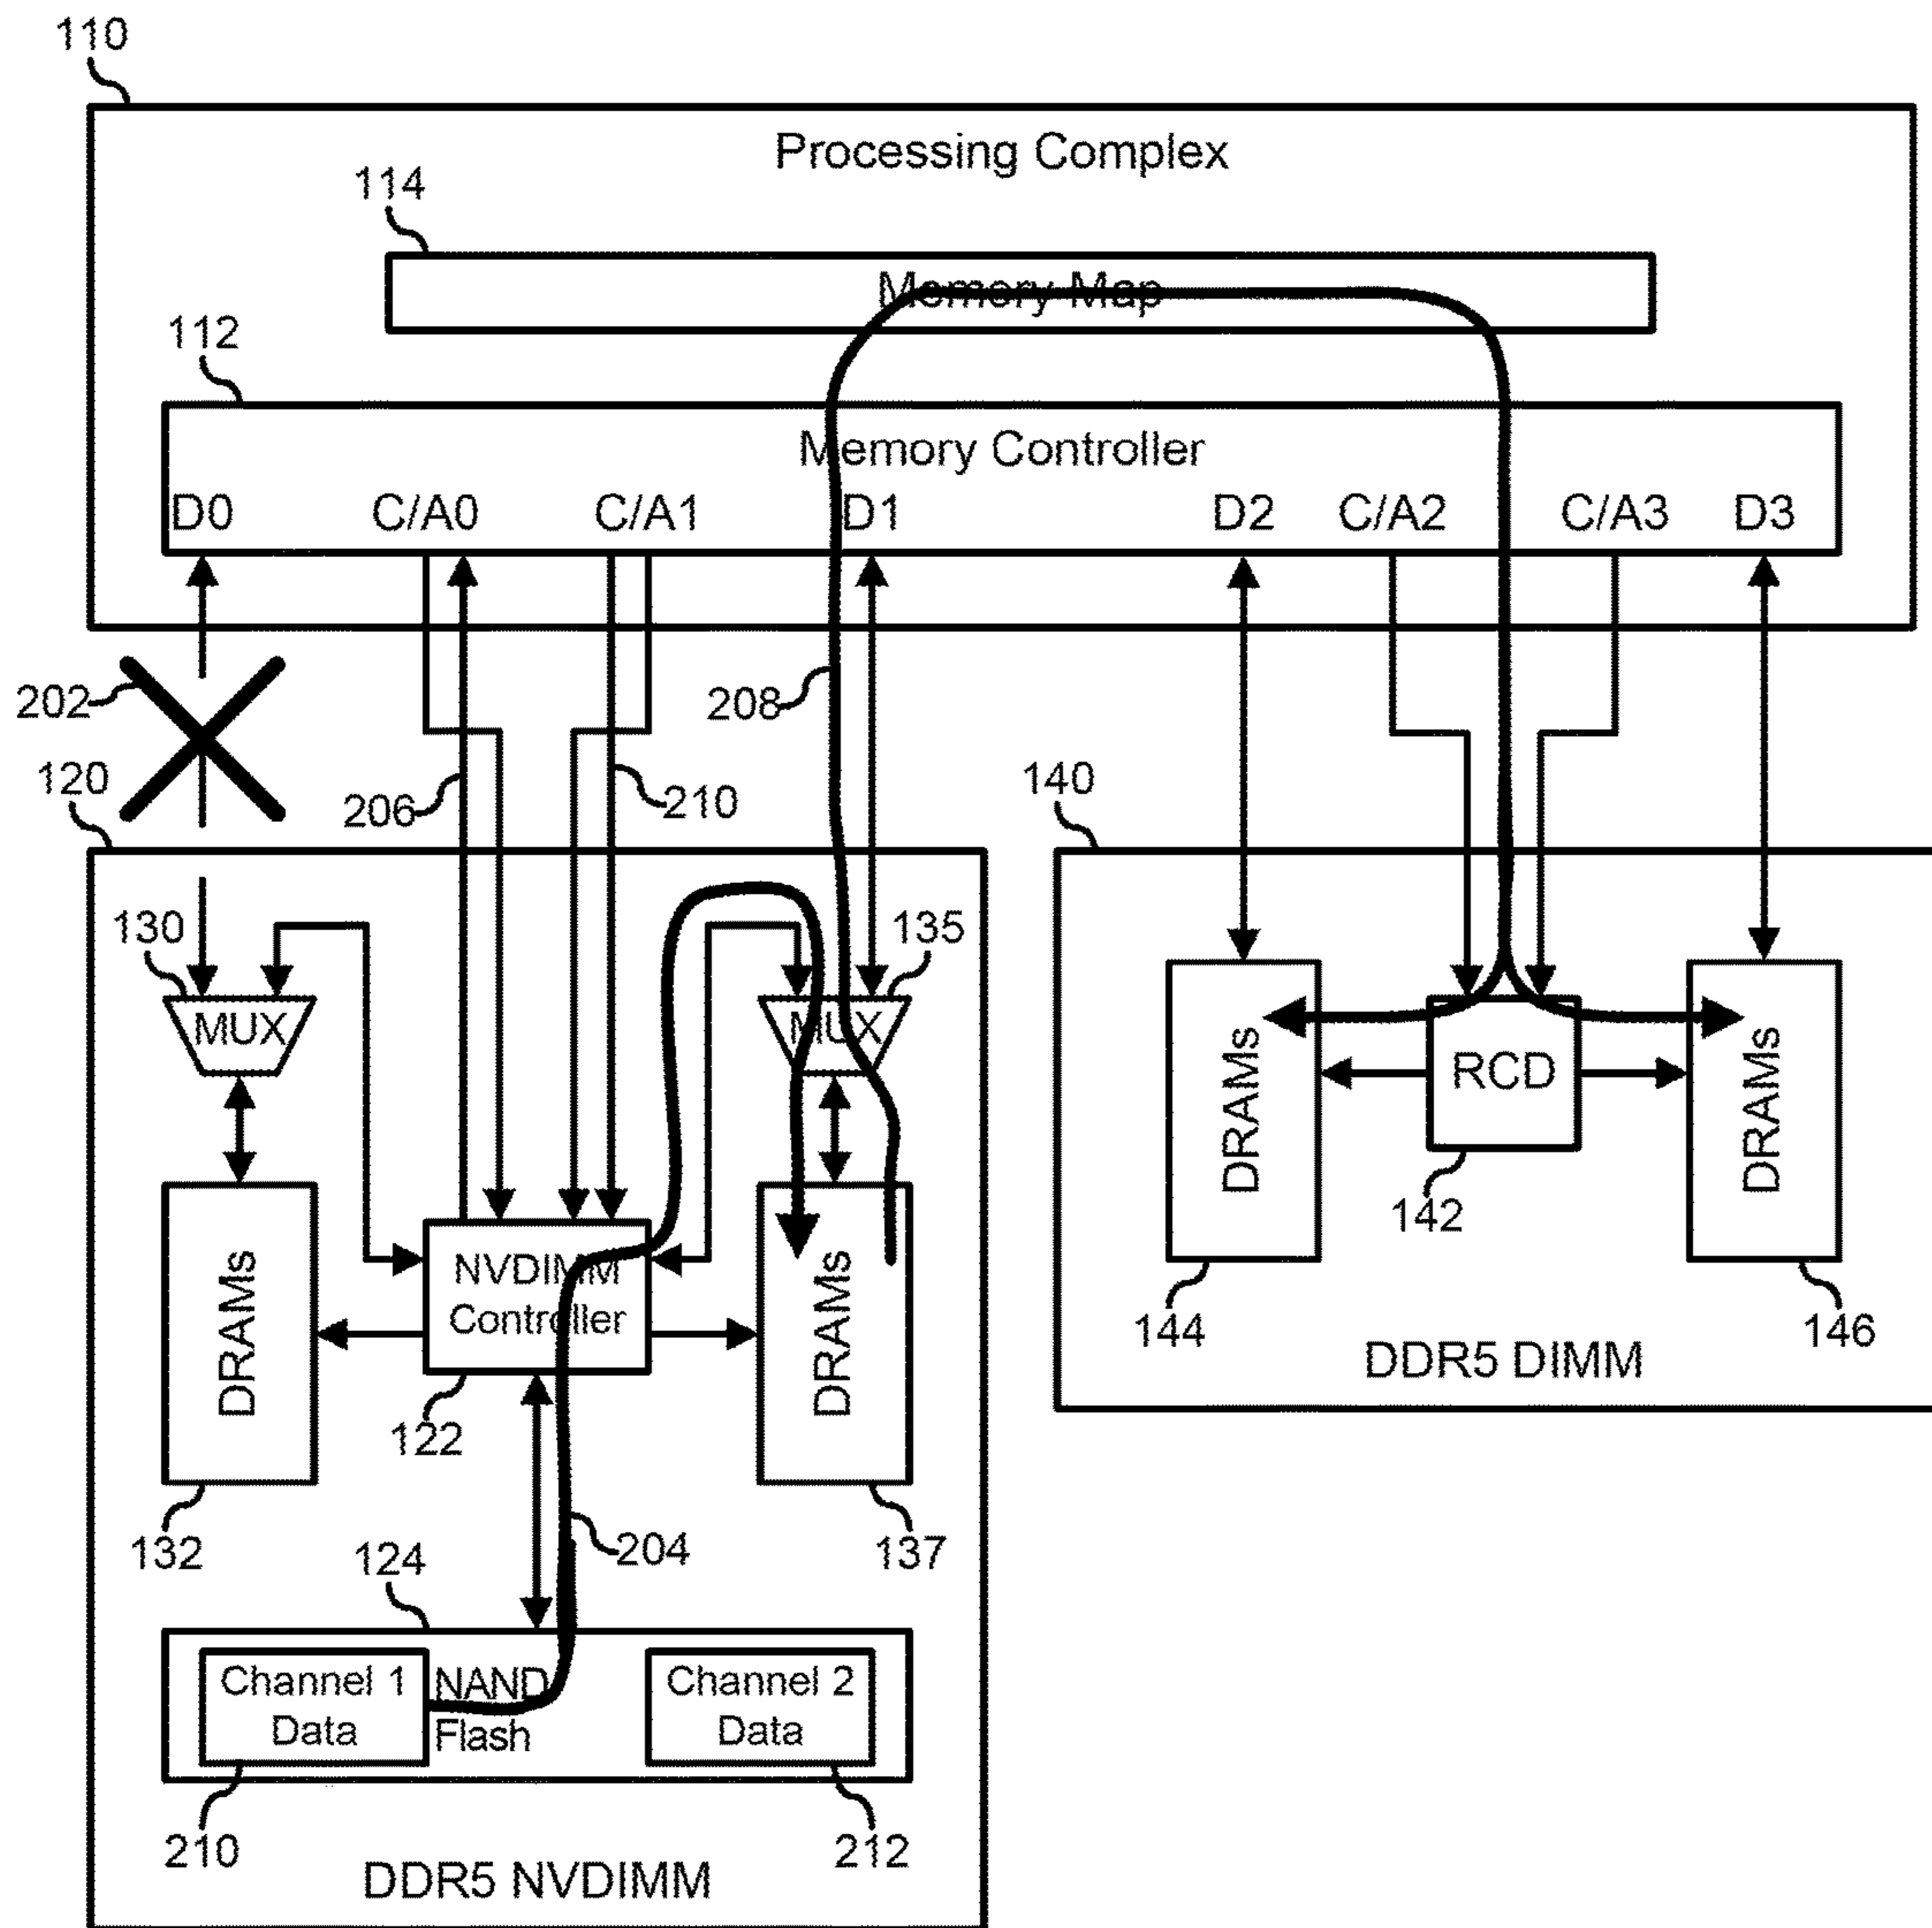 110
Processing Complex
114
Memory Map
112
Memory Controller
D0 C/A0 C/A1 D1 D2 C/A2 C/A3 D3
202
208
120
206
210
140
130
135
MUX
MUX
DRAMs
RCD
DRAMs
142
NVDIMM
Controller
DRAMs
DRAMs
144
146
DDR5 DIMM
122
132
124
204
137
Channel 1
Data
NAND
Flash
Channel 2
Data
210
212
DDR5 NVDIMM